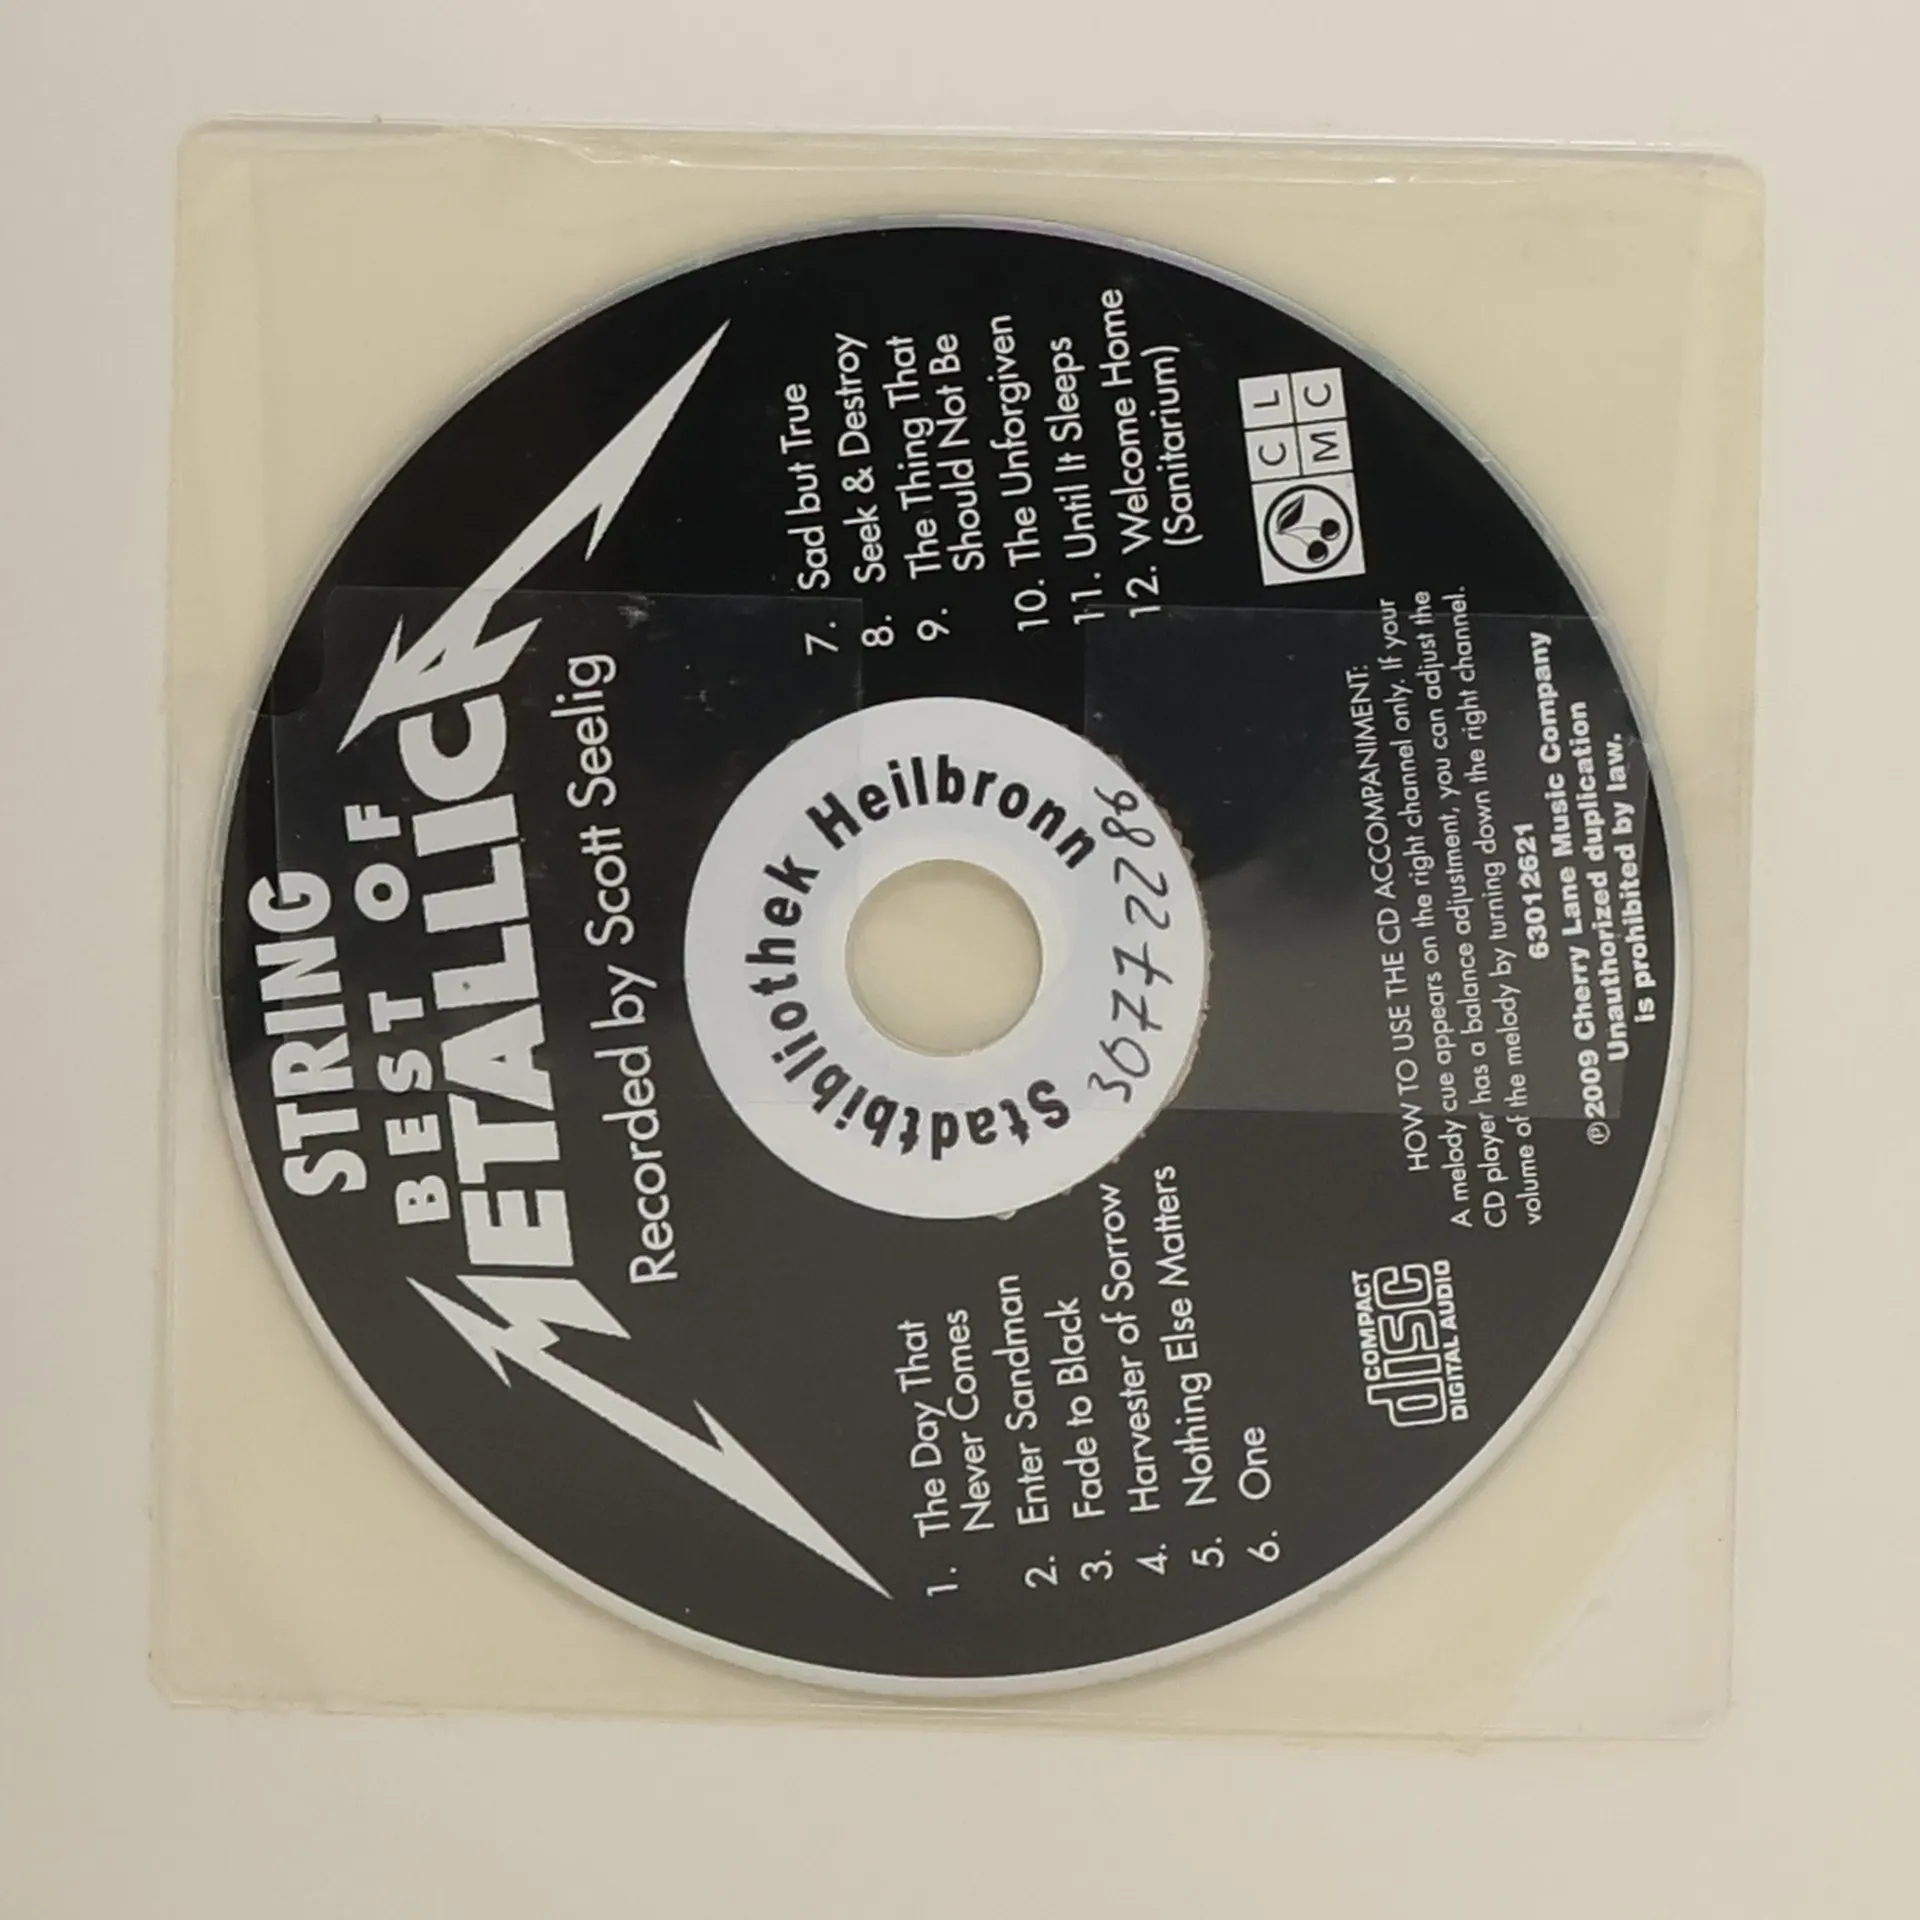 STRING
BEST OF
METALLICA
Recorded by Scott Seelig
Stadtbibliothek Heilbronn
30772286
1. The Day That
Never Comes
2. Enter Sandman
3. Fade to Black
4. Harvester of Sorrow
5. Nothing Else Matters
6. One
7. Sad but True
8. Seek & Destroy
9. The Thing That
Should Not Be
10. The Unforgiven
11. Until It Sleeps
12. Welcome Home
(Sanitarium)
COMPACT
disc
DIGITAL AUDIO
C L
M C
HOW TO USE THE CD ACCOMPANIMENT:
A melody cue appears on the right channel only. If your
CD player has a balance adjustment, you can adjust the
volume of the melody by turning down the right channel.
63012621
℗2009 Cherry Lane Music Company
Unauthorized duplication
is prohibited by law.